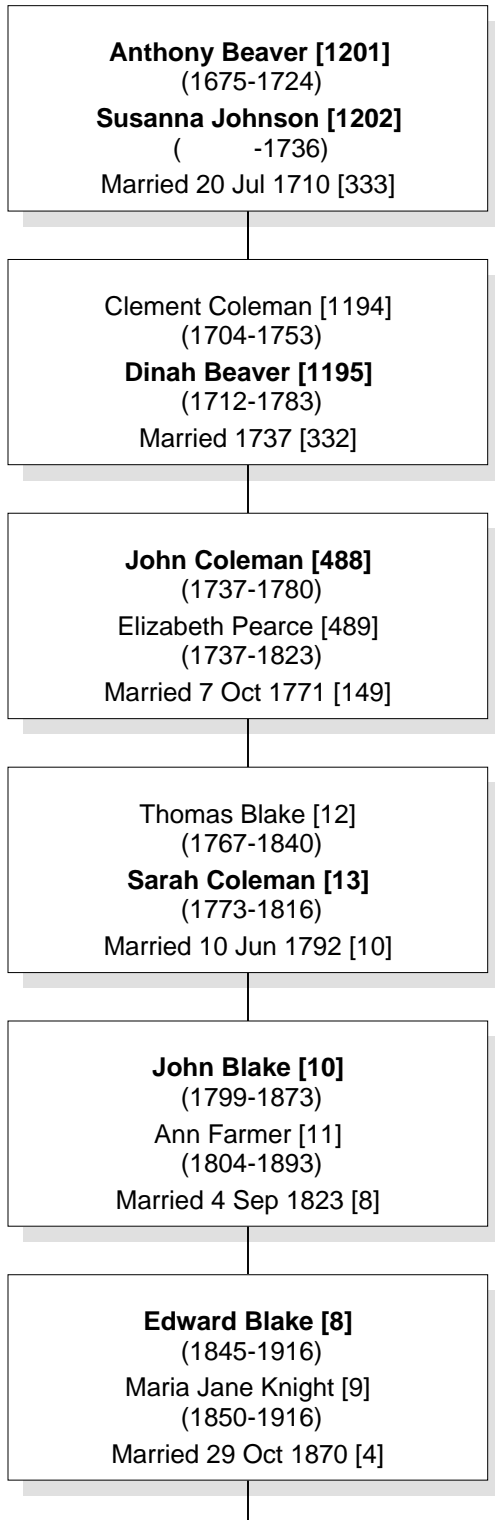 Anthony Beaver [1201]
(1675-1724)
Susanna Johnson [1202]
(        -1736)
Married 20 Jul 1710 [333]
Clement Coleman [1194]
(1704-1753)
Dinah Beaver [1195]
(1712-1783)
Married 1737 [332]
John Coleman [488]
(1737-1780)
Elizabeth Pearce [489]
(1737-1823)
Married 7 Oct 1771 [149]
Thomas Blake [12]
(1767-1840)
Sarah Coleman [13]
(1773-1816)
Married 10 Jun 1792 [10]
John Blake [10]
(1799-1873)
Ann Farmer [11]
(1804-1893)
Married 4 Sep 1823 [8]
Edward Blake [8]
(1845-1916)
Maria Jane Knight [9]
(1850-1916)
Married 29 Oct 1870 [4]